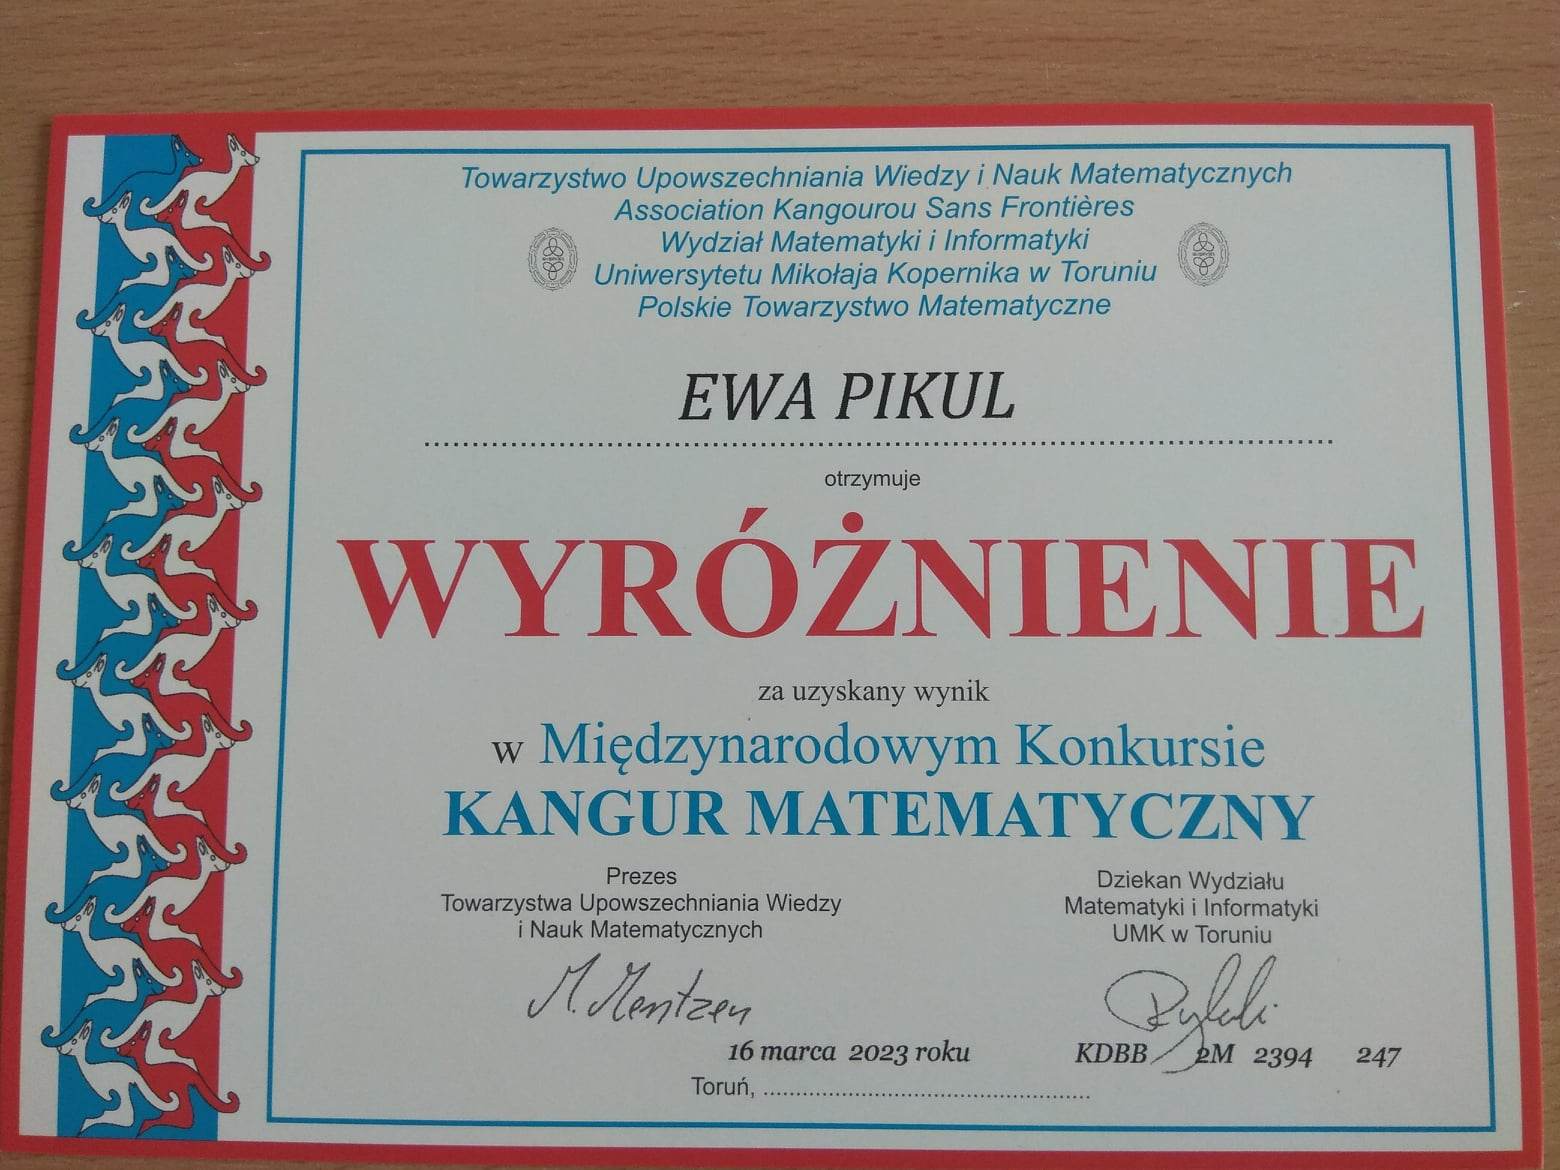 Towarzystwo Upowszechniania Wiedzy i Nauk Matematycznych
Association Kangourou Sans Frontières
Wydział Matematyki i Informatyki
Uniwersytetu Mikołaja Kopernika w Toruniu
Polskie Towarzystwo Matematyczne
EWA PIKUL
otrzymuje
WYRÓŻNIENIE
za uzyskany wynik
w Międzynarodowym Konkursie
KANGUR MATEMATYCZNY
Prezes
Towarzystwa Upowszechniania Wiedzy
i Nauk Matematycznych
M. Mentzen
Dziekan Wydziału
Matematyki i Informatyki
UMK w Toruniu
16 marca 2023 roku
KDBB 2M 2394 247
Toruń,